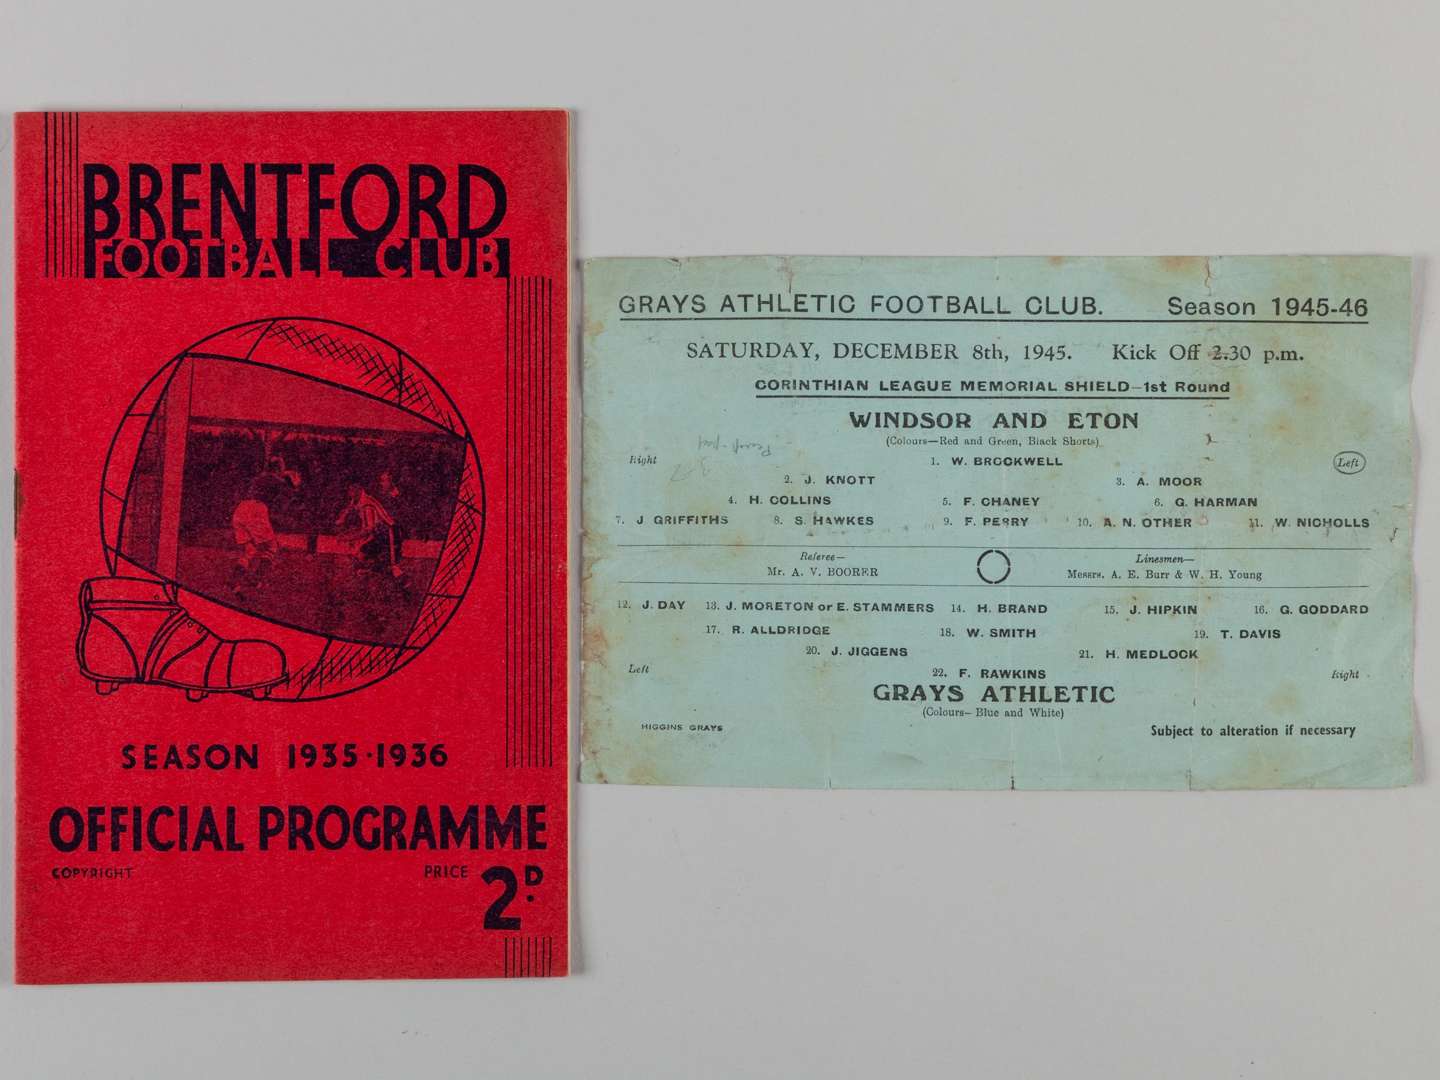 BRENTFORD
FOOTBALL CLUB
SEASON 1935·1936
OFFICIAL PROGRAMME
COPYRIGHT PRICE 2D.
GRAYS ATHLETIC FOOTBALL CLUB. Season 1945-46
SATURDAY, DECEMBER 8th, 1945. Kick Off 2.30 p.m.
CORINTHIAN LEAGUE MEMORIAL SHIELD—1st Round
WINDSOR AND ETON
(Colours—Red and Green, Black Shorts)
Right 1. W. BROCKWELL Left
2. J. KNOTT 3. A. MOOR
4. H. COLLINS 5. F. CHANEY 6. G. HARMAN
7. J GRIFFITHS 8. S. HAWKES 9. F. PERRY 10. A. N. OTHER 11. W. NICHOLLS
Referee— Linesmen—
Mr. A. V. BOORER Messrs. A. E. Burr & W. H. Young
12. J. DAY 13. J. MORETON or E. STAMMERS 14. H. BRAND 15. J. HIPKIN 16. G. GODDARD
17. R. ALLDRIDGE 18. W. SMITH 19. T. DAVIS
20. J. JIGGENS 21. H. MEDLOCK
Left 22. F. RAWKINS Right
GRAYS ATHLETIC
(Colours—Blue and White)
HIGGINS GRAYS Subject to alteration if necessary